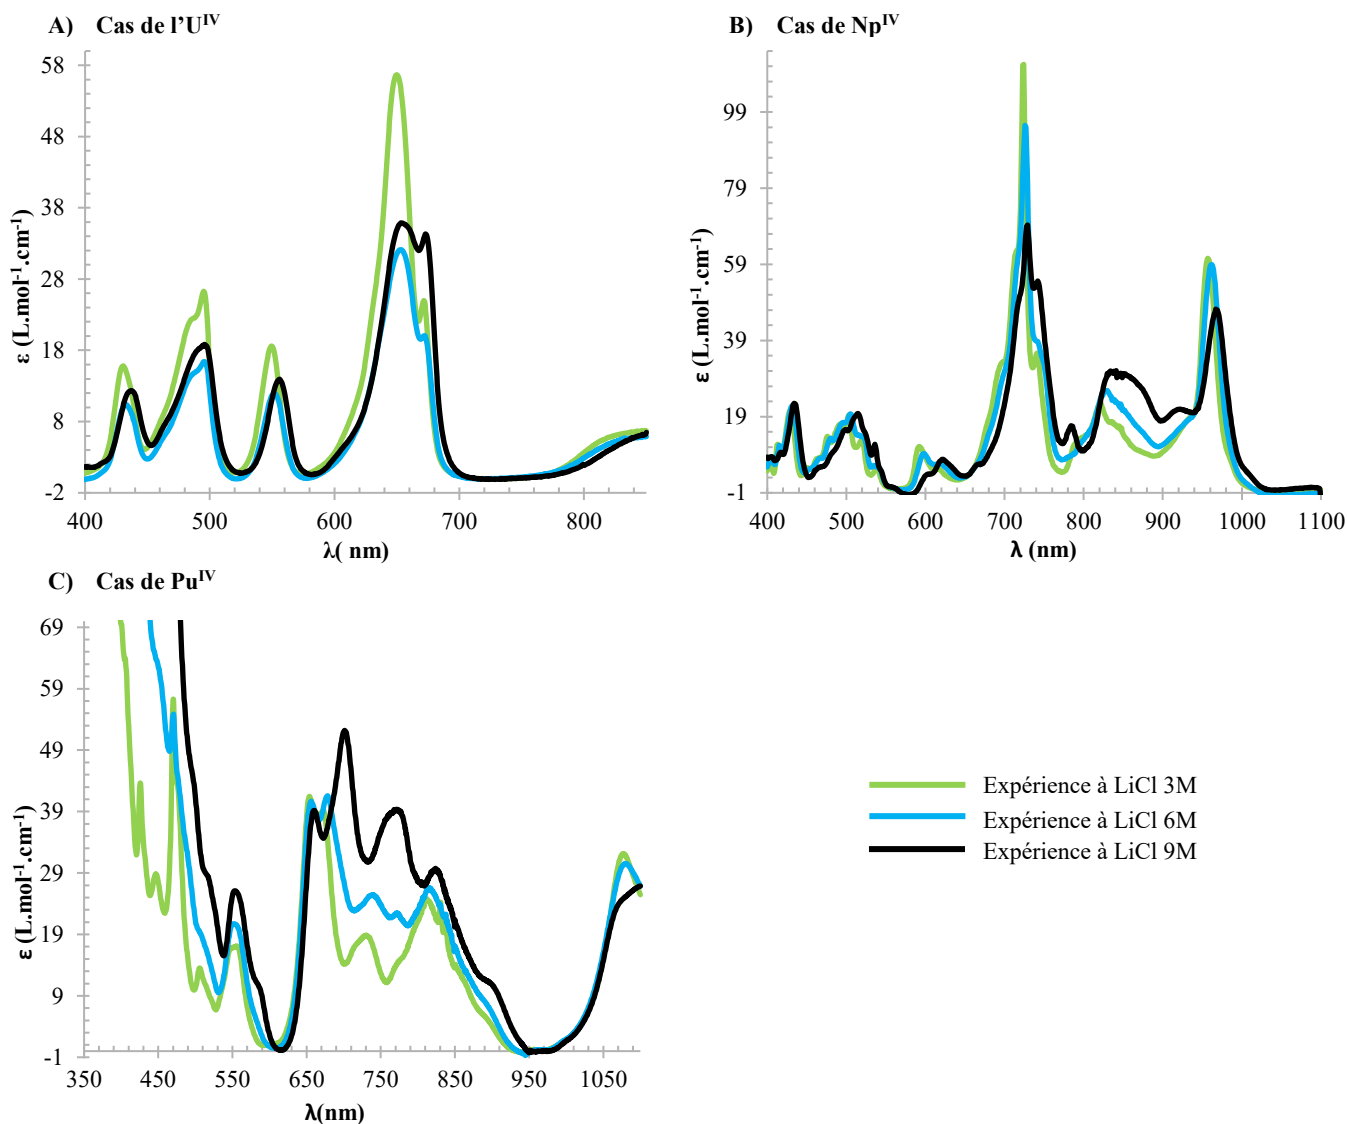 A) Cas de l'U^IV
B) Cas de Np^IV
58
48
38
28
18
8
-2
ε (L.mol-1.cm-1)
400 500 600 700 800
λ( nm)
99
79
59
39
19
-1
ε (L.mol-1.cm-1)
400 500 600 700 800 900 1000 1100
λ (nm)
C) Cas de Pu^IV
69
59
49
39
29
19
9
-1
ε (L.mol-1.cm-1)
350 450 550 650 750 850 950 1050
λ(nm)
Expérience à LiCl 3M
Expérience à LiCl 6M
Expérience à LiCl 9M